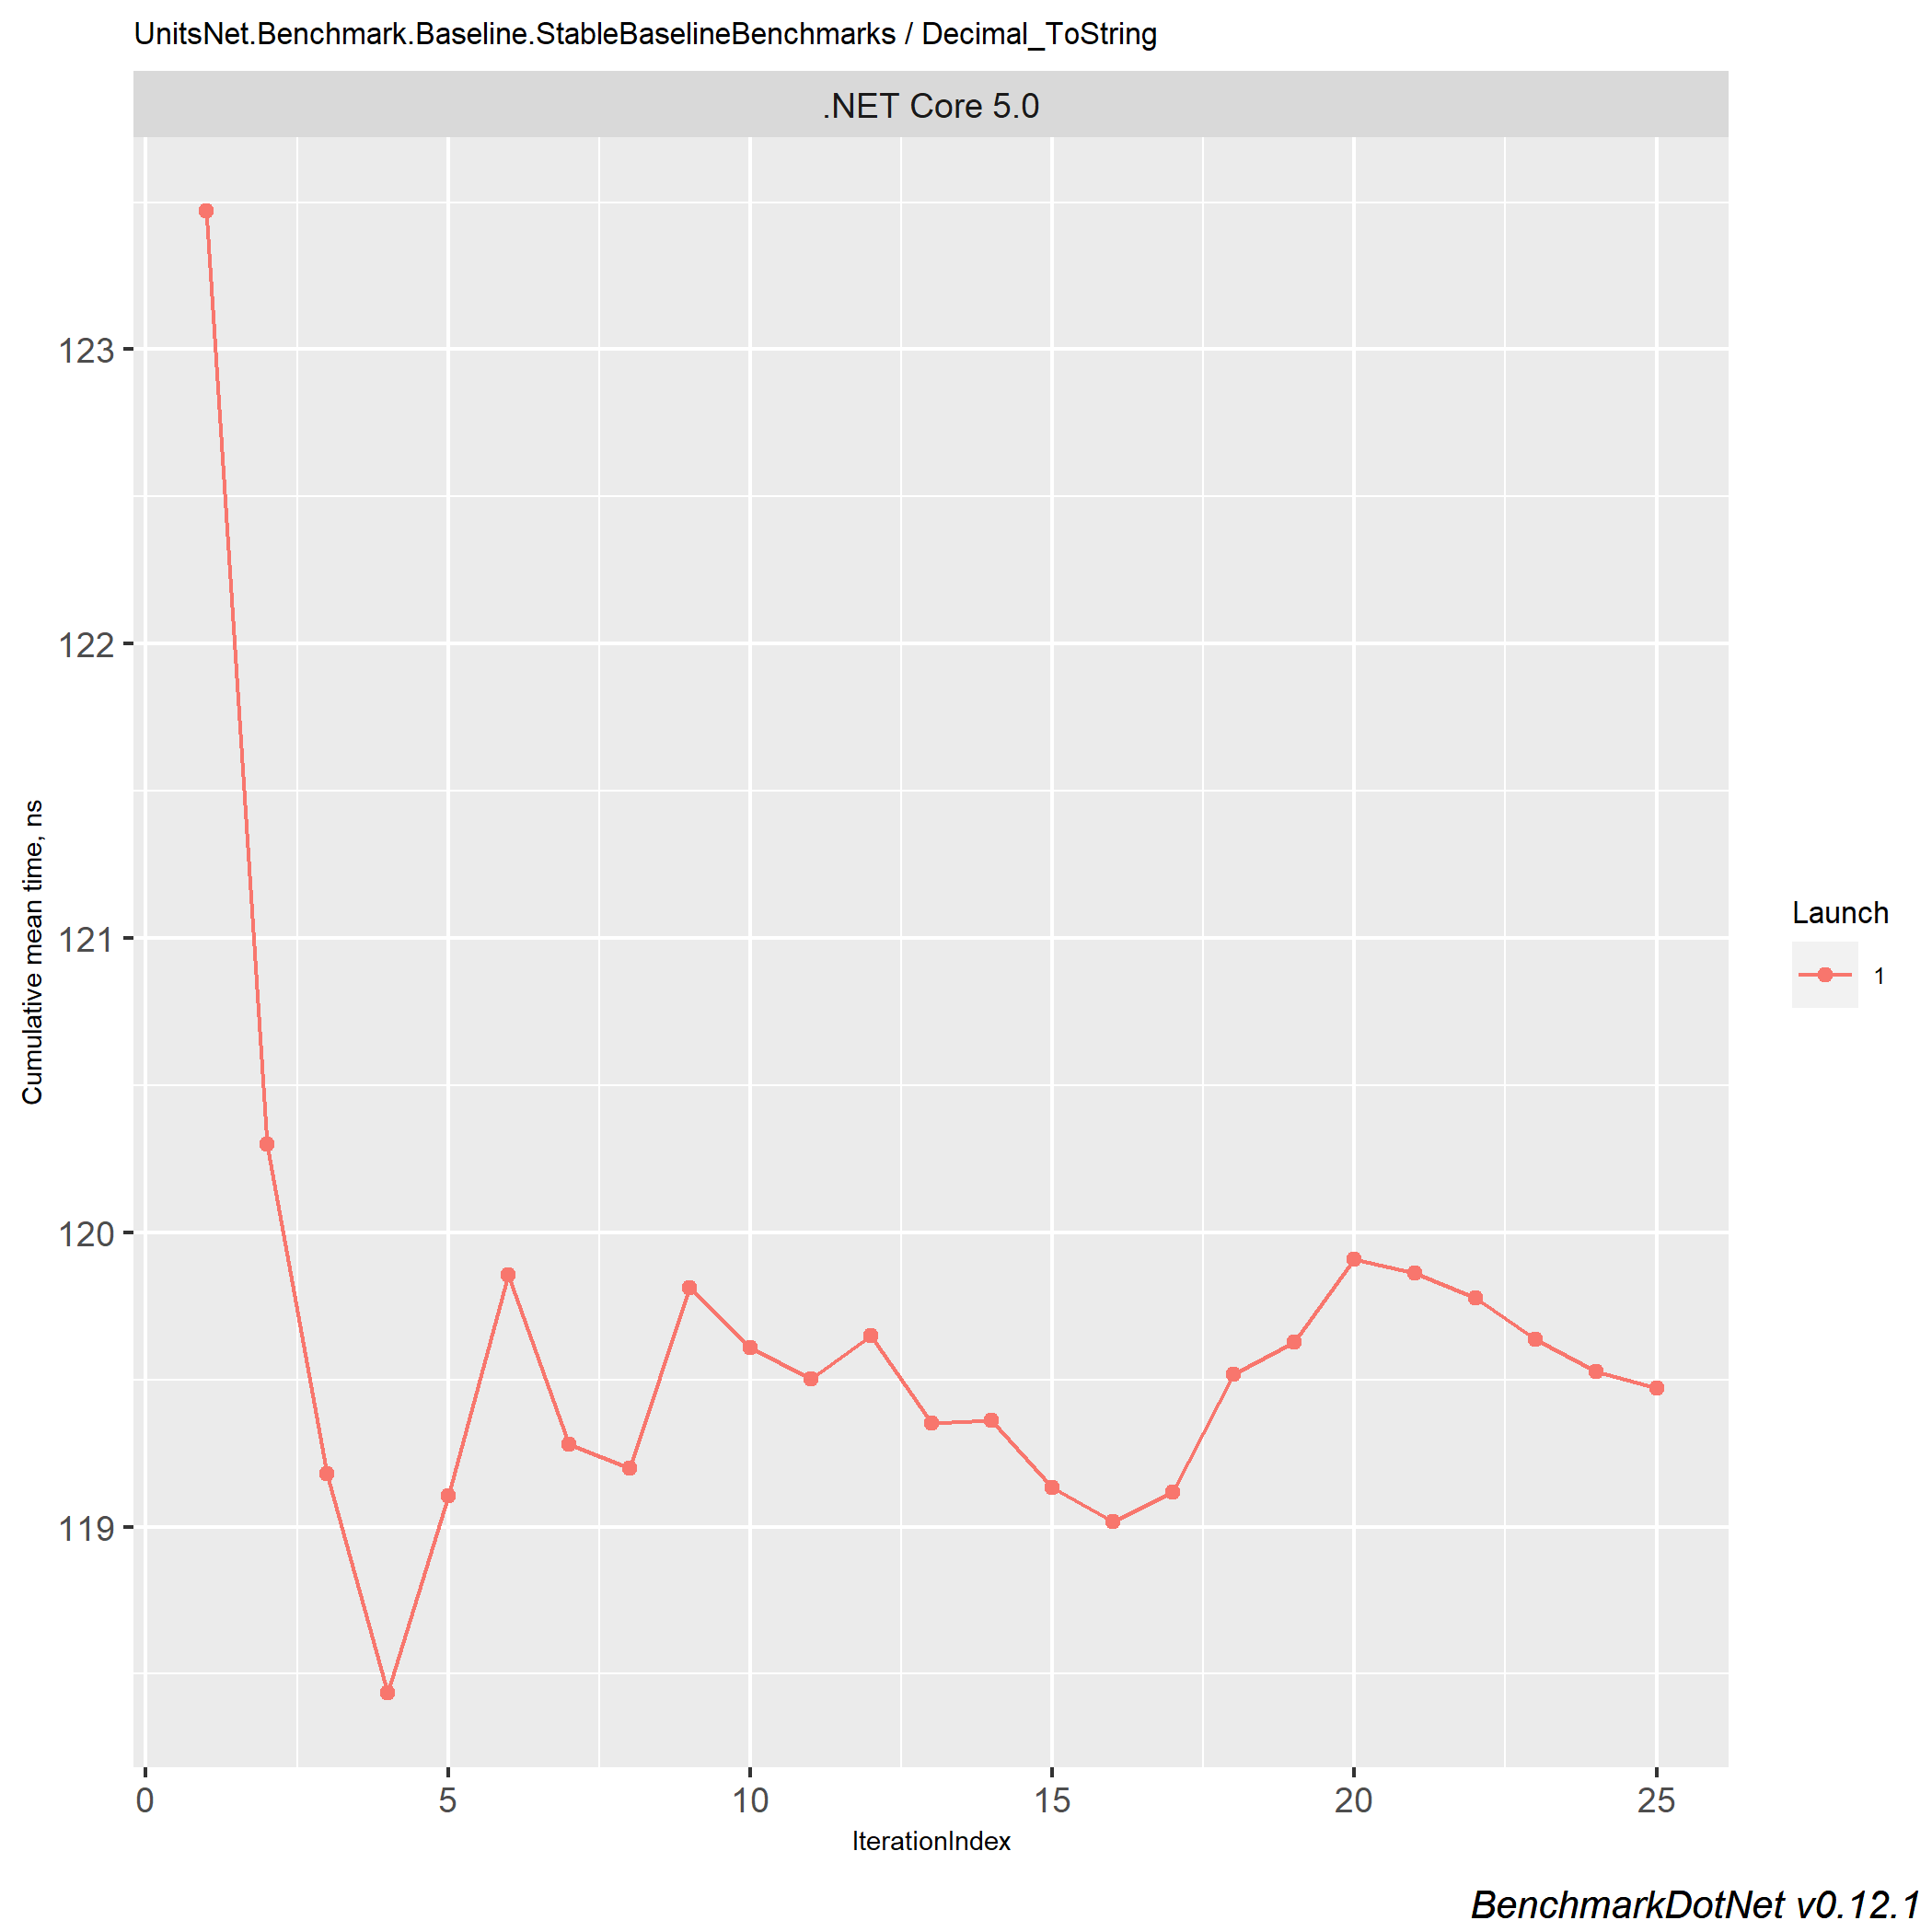 UnitsNet.Benchmark.Baseline.StableBaselineBenchmarks / Decimal_ToString
.NET Core 5.0
Cumulative mean time, ns
123
122
121
120
119
0 5 10 15 20 25
IterationIndex
Launch
1
BenchmarkDotNet v0.12.1